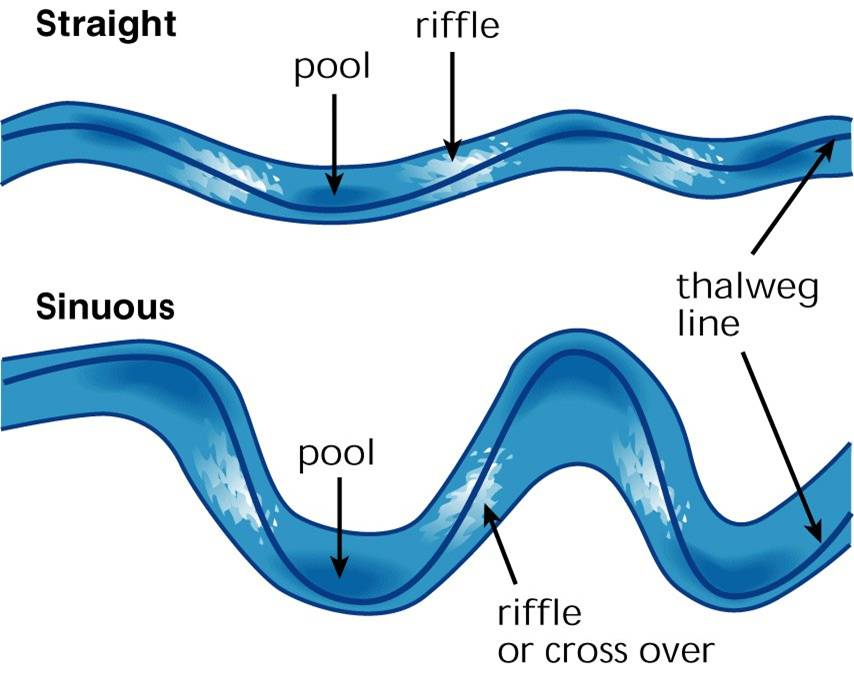 Straight
riffle
pool
thalweg
line
Sinuous
pool
riffle
or cross over